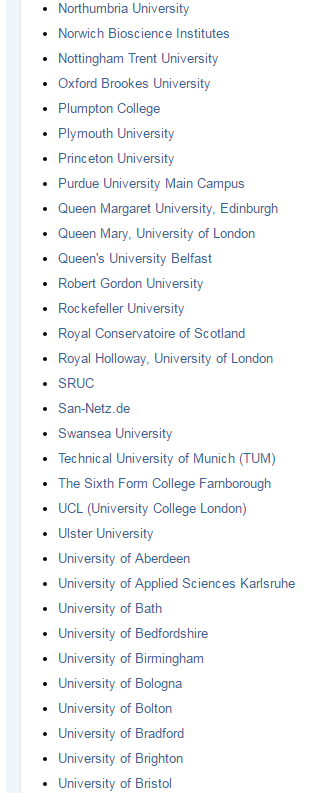 Northumbria University
Norwich Bioscience Institutes
Nottingham Trent University
Oxford Brookes University
Plumpton College
Plymouth University
Princeton University
Purdue University Main Campus
Queen Margaret University, Edinburgh
Queen Mary, University of London
Queen's University Belfast
Robert Gordon University
Rockefeller University
Royal Conservatoire of Scotland
Royal Holloway, University of London
SRUC
San-Netz.de
Swansea University
Technical University of Munich (TUM)
The Sixth Form College Farnborough
UCL (University College London)
Ulster University
University of Aberdeen
University of Applied Sciences Karlsruhe
University of Bath
University of Bedfordshire
University of Birmingham
University of Bologna
University of Bolton
University of Bradford
University of Brighton
University of Bristol